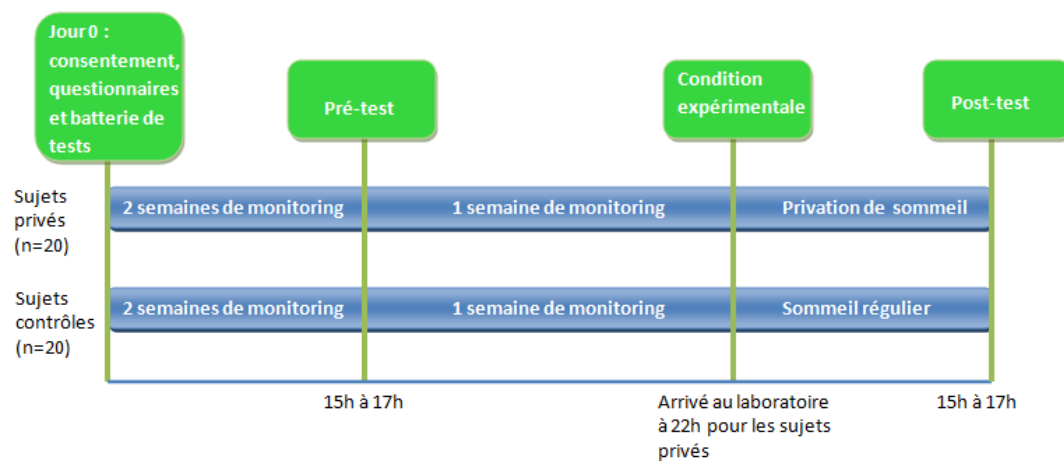 Jour 0 :
consentement,
questionnaires
et batterie de
tests
Pré-test
Condition
expérimentale
Post-test
Sujets
privés
(n=20)
2 semaines de monitoring
1 semaine de monitoring
Privation de sommeil
Sujets
contrôles
(n=20)
2 semaines de monitoring
1 semaine de monitoring
Sommeil régulier
15h à 17h
Arrivé au laboratoire
à 22h pour les sujets
privés
15h à 17h